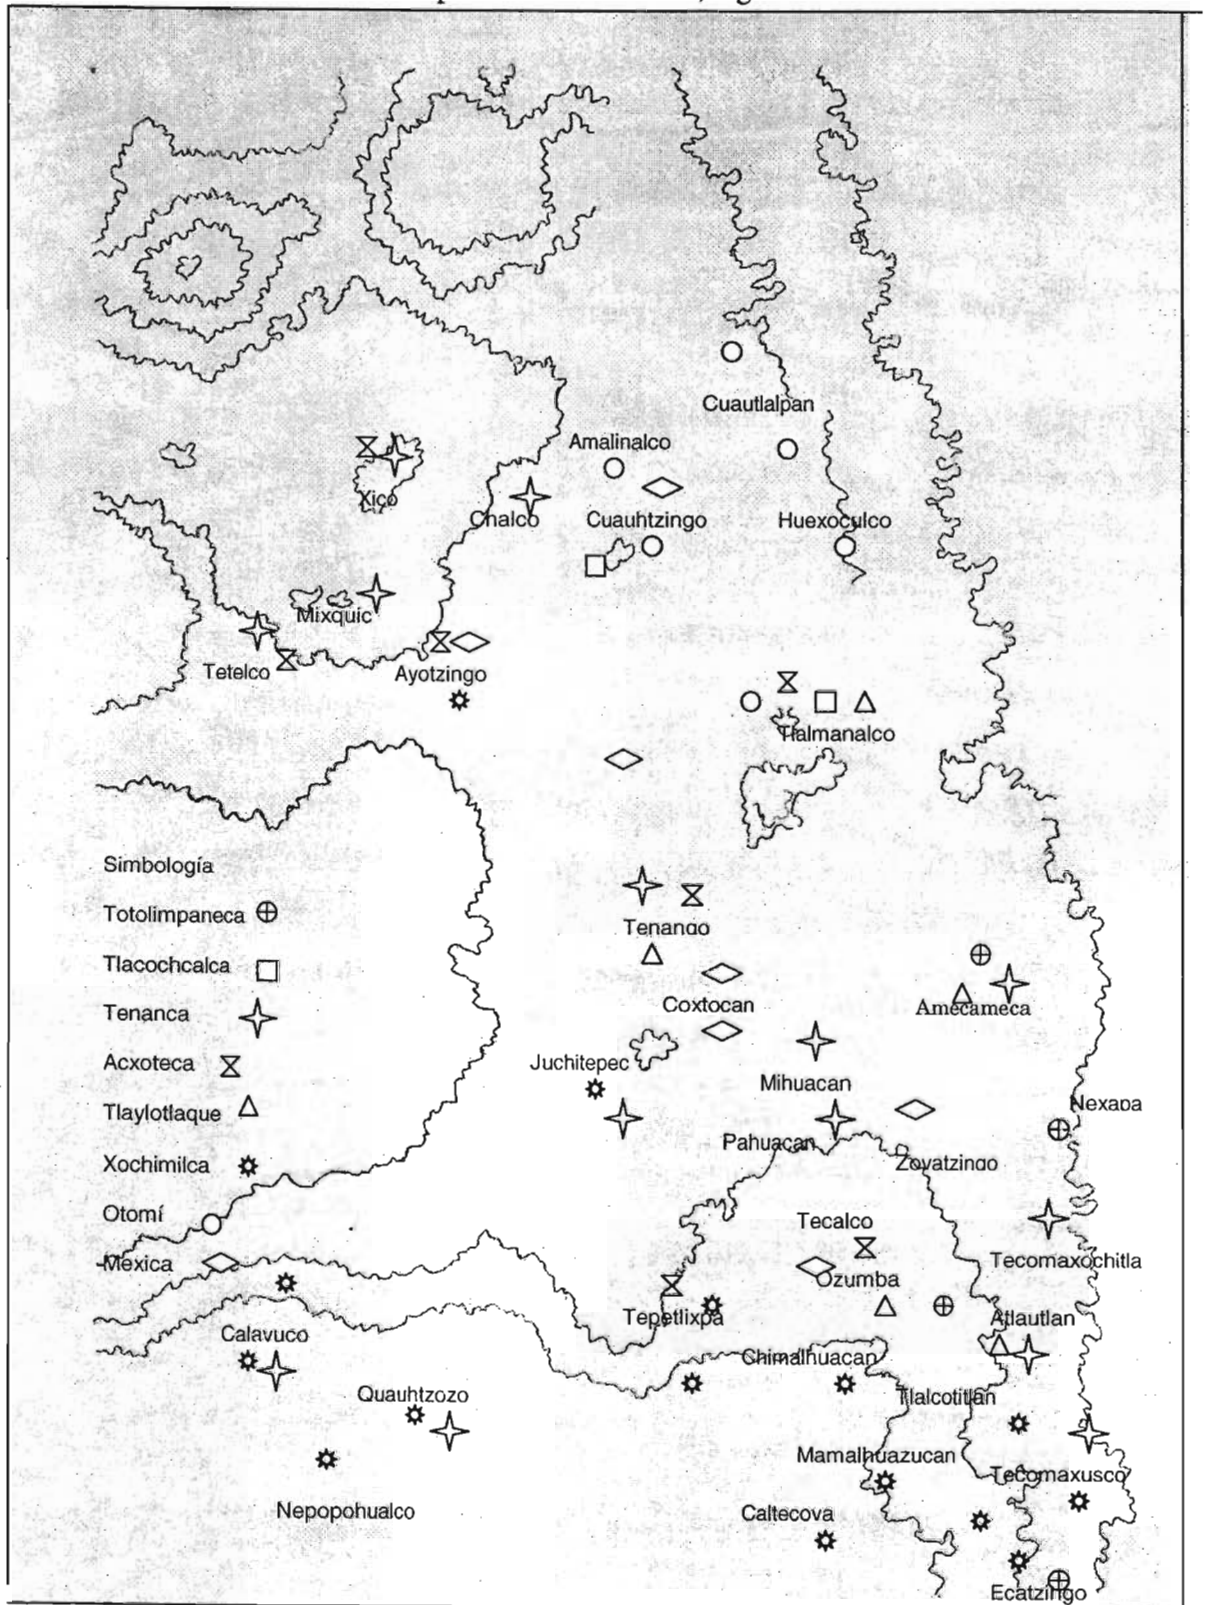 Cuautlalpan
Amalinalco
Xico
Chalco
Cuauhtzingo
Huexoculco
Mixquic
Tetelco
Ayotzingo
Tlalmanalco
Simbología
Totolimpaneca
Tenango
Tlacochcalca
Coxtocan
Amecameca
Tenanca
Acxoteca
Juchitepec
Mihuacan
Tlaylotlaque
Nexapa
Pahuacan
Xochimilca
Zoyatzingo
Otomí
Tecalco
Mexica
Tecomaxochitla
Ozumba
Tepetlixpa
Atlautlan
Calavuco
Chimalhuacan
Quauhtzozo
Tlalcotitlan
Mamalhuazucan
Tecomaxusco
Nepopohualco
Caltecova
Ecatzingo